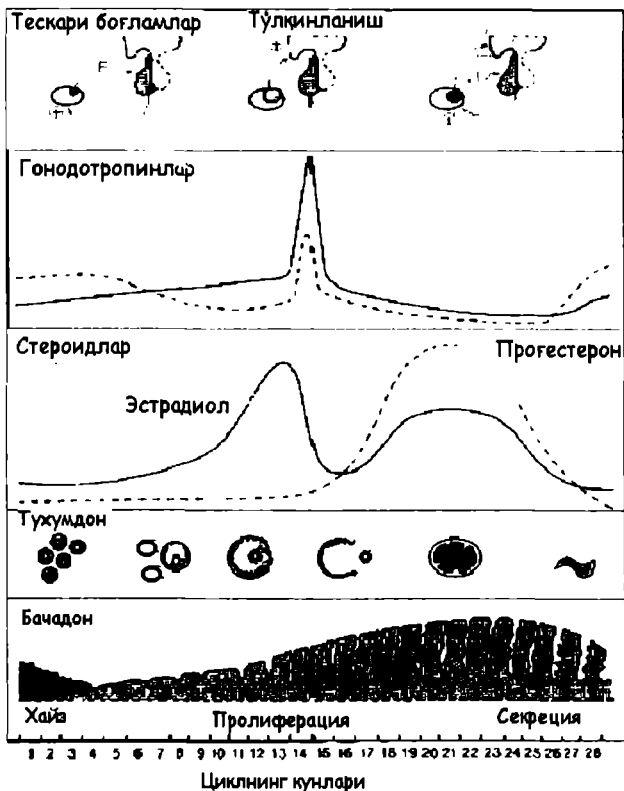 Тескари боғламлар Тўлқинланиш
Гонодотропинлар
Стероидлар Прогестерон
Эстрадиол
Тухумдон
Бачадон
Хайз Пролиферация Секфеция
1 2 3 4 5 6 7 8 9 10 11 12 13 14 15 16 17 18 19 20 21 22 23 24 25 26 27 28
Циклнинг кунлари